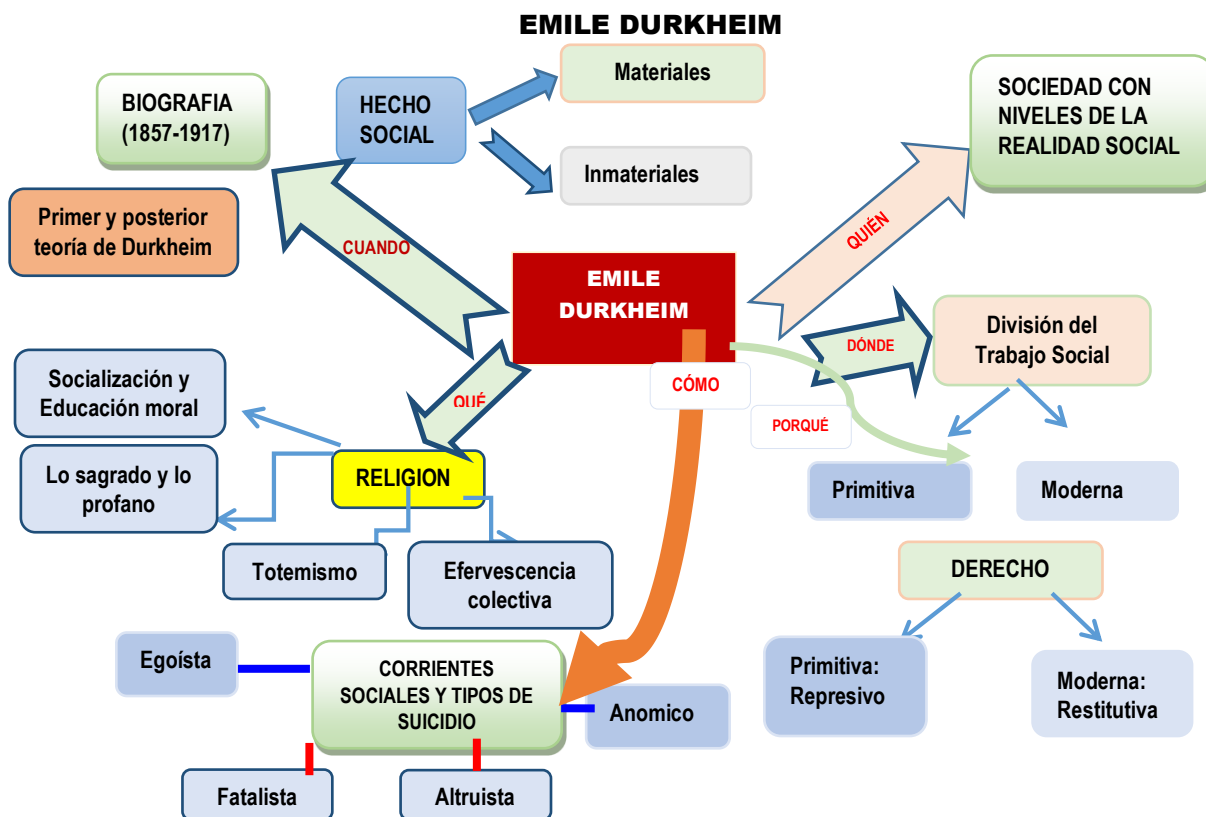 EMILE DURKHEIM
Materiales
BIOGRAFIA
(1857-1917)
HECHO
SOCIAL
Inmateriales
SOCIEDAD CON
NIVELES DE LA
REALIDAD SOCIAL
Primer y posterior
teoría de Durkheim
CUANDO
QUIÉN
EMILE
DURKHEIM
DÓNDE
División del
Trabajo Social
CÓMO
PORQUÉ
QUÉ
Socialización y
Educación moral
Lo sagrado y lo
profano
RELIGION
Primitiva
Moderna
Totemismo
Efervescencia
colectiva
DERECHO
Egoísta
CORRIENTES
SOCIALES Y TIPOS DE
SUICIDIO
Anomico
Primitiva:
Represivo
Moderna:
Restitutiva
Fatalista
Altruista